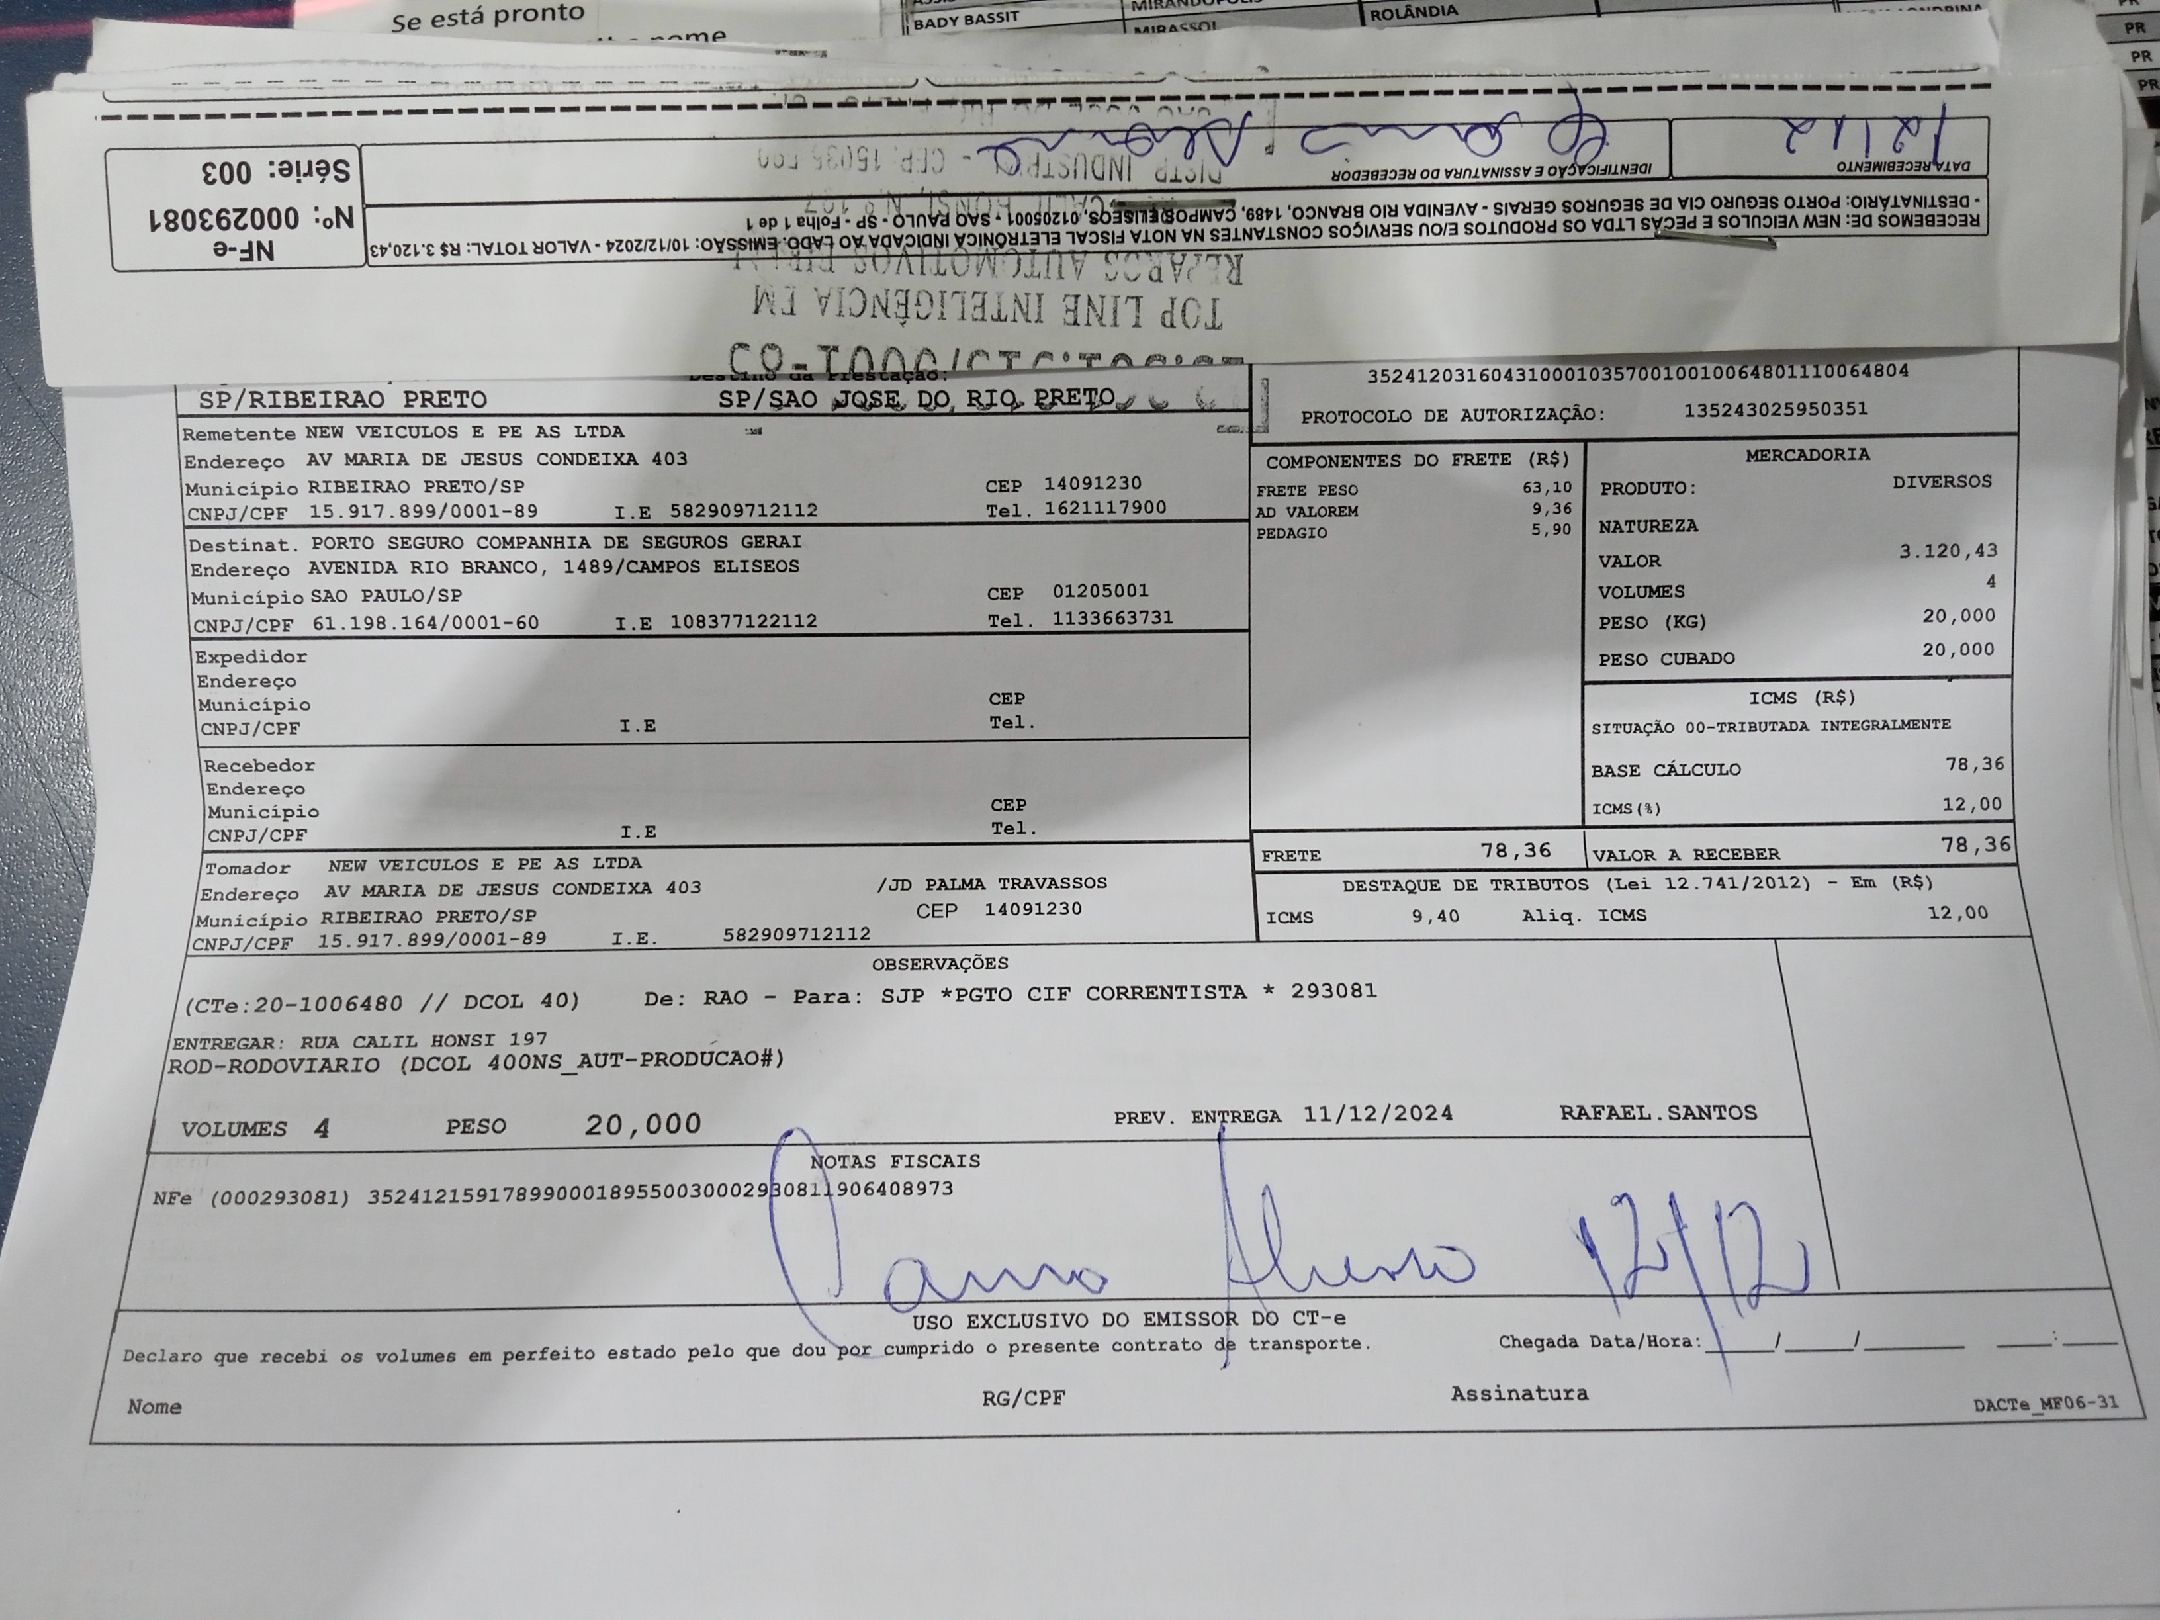 Se está pronto
nome
BADY BASSIT
MIRASSOL
ROLÂNDIA
PR
PR
PR
DATA RECEBIMENTO
12/12
IDENTIFICAÇÃO E ASSINATURA DO RECEBEDOR
RECEBEMOS DE: NEW VEICULOS E PECAS LTDA OS PRODUTOS E/OU SERVIÇOS CONSTANTES NA NOTA FISCAL ELETRÔNICA INDICADA AO LADO. EMISSÃO: 10/12/2024 - VALOR TOTAL: R$ 3.120,43
- DESTINATÁRIO: PORTO SEGURO CIA DE SEGUROS GERAIS - AVENIDA RIO BRANCO, 1489, CAMPOS ELISEOS, 01205001 - SAO PAULO - SP - Folha 1 de 1
NF-e
Nº: 000293081
Série: 003
TOP LINE INTELIGÊNCIA EM
REPAROS AUTOMOTIVOS
DISTR INDUSTRI - CEP. 15035-500
Destino da Prestação:
SP/RIBEIRAO PRETO SP/SAO JOSE DO RIO PRETO
35241203160431000103570010010064801110064804
PROTOCOLO DE AUTORIZAÇÃO: 135243025950351
Remetente NEW VEICULOS E PE AS LTDA
Endereço AV MARIA DE JESUS CONDEIXA 403
Município RIBEIRAO PRETO/SP CEP 14091230
CNPJ/CPF 15.917.899/0001-89 I.E 582909712112 Tel. 1621117900
Destinat. PORTO SEGURO COMPANHIA DE SEGUROS GERAI
Endereço AVENIDA RIO BRANCO, 1489/CAMPOS ELISEOS
Município SAO PAULO/SP CEP 01205001
CNPJ/CPF 61.198.164/0001-60 I.E 108377122112 Tel. 1133663731
Expedidor
Endereço
Município CEP
CNPJ/CPF I.E Tel.
Recebedor
Endereço
Município CEP
CNPJ/CPF I.E Tel.
Tomador NEW VEICULOS E PE AS LTDA
Endereço AV MARIA DE JESUS CONDEIXA 403 /JD PALMA TRAVASSOS
Município RIBEIRAO PRETO/SP CEP 14091230
CNPJ/CPF 15.917.899/0001-89 I.E. 582909712112
COMPONENTES DO FRETE (R$)
FRETE PESO 63,10
AD VALOREM 9,36
PEDAGIO 5,90
MERCADORIA
PRODUTO: DIVERSOS
NATUREZA
VALOR 3.120,43
VOLUMES 4
PESO (KG) 20,000
PESO CUBADO 20,000
ICMS (R$)
SITUAÇÃO 00-TRIBUTADA INTEGRALMENTE
BASE CÁLCULO 78,36
ICMS(%) 12,00
FRETE 78,36 VALOR A RECEBER 78,36
DESTAQUE DE TRIBUTOS (Lei 12.741/2012) - Em (R$)
ICMS 9,40 Aliq. ICMS 12,00
OBSERVAÇÕES
(CTe:20-1006480 // DCOL 40) De: RAO - Para: SJP *PGTO CIF CORRENTISTA * 293081
ENTREGAR: RUA CALIL HONSI 197
ROD-RODOVIARIO (DCOL 400NS_AUT-PRODUCAO#)
VOLUMES 4 PESO 20,000 PREV. ENTREGA 11/12/2024 RAFAEL.SANTOS
NOTAS FISCAIS
NFe (000293081) 35241215917899000189550030002930811906408973
12/12
USO EXCLUSIVO DO EMISSOR DO CT-e
Declaro que recebi os volumes em perfeito estado pelo que dou por cumprido o presente contrato de transporte. Chegada Data/Hora: / / :
Nome RG/CPF Assinatura DACTe_MF06-31